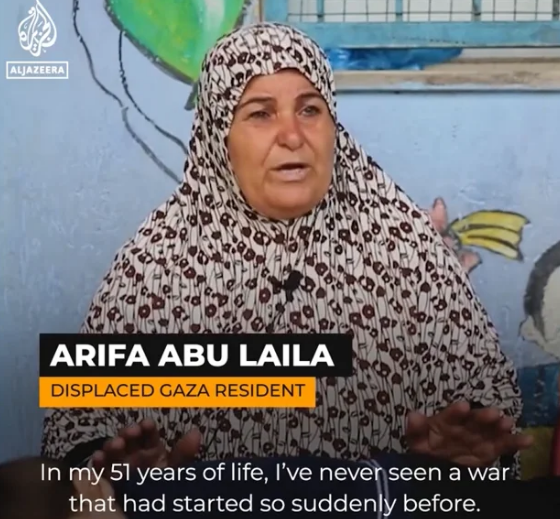 ALJAZEERA
ARIFA ABU LAILA
DISPLACED GAZA RESIDENT
In my 51 years of life, I've never seen a war
that had started so suddenly before.